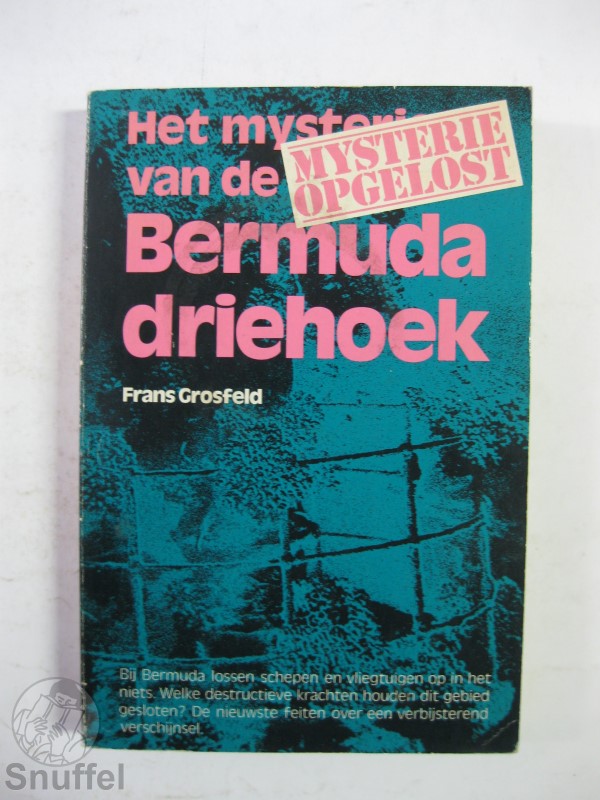 Het mysterie
van de
Bermuda
driehoek
MYSTERIE
OPGELOST
Frans Grosfeld
Bij Bermuda lossen schepen en vliegtuigen op in het
niets. Welke destructieve krachten houden dit gebied
gesloten? De nieuwste feiten over een verbijsterend
verschijnsel.
Snuffel